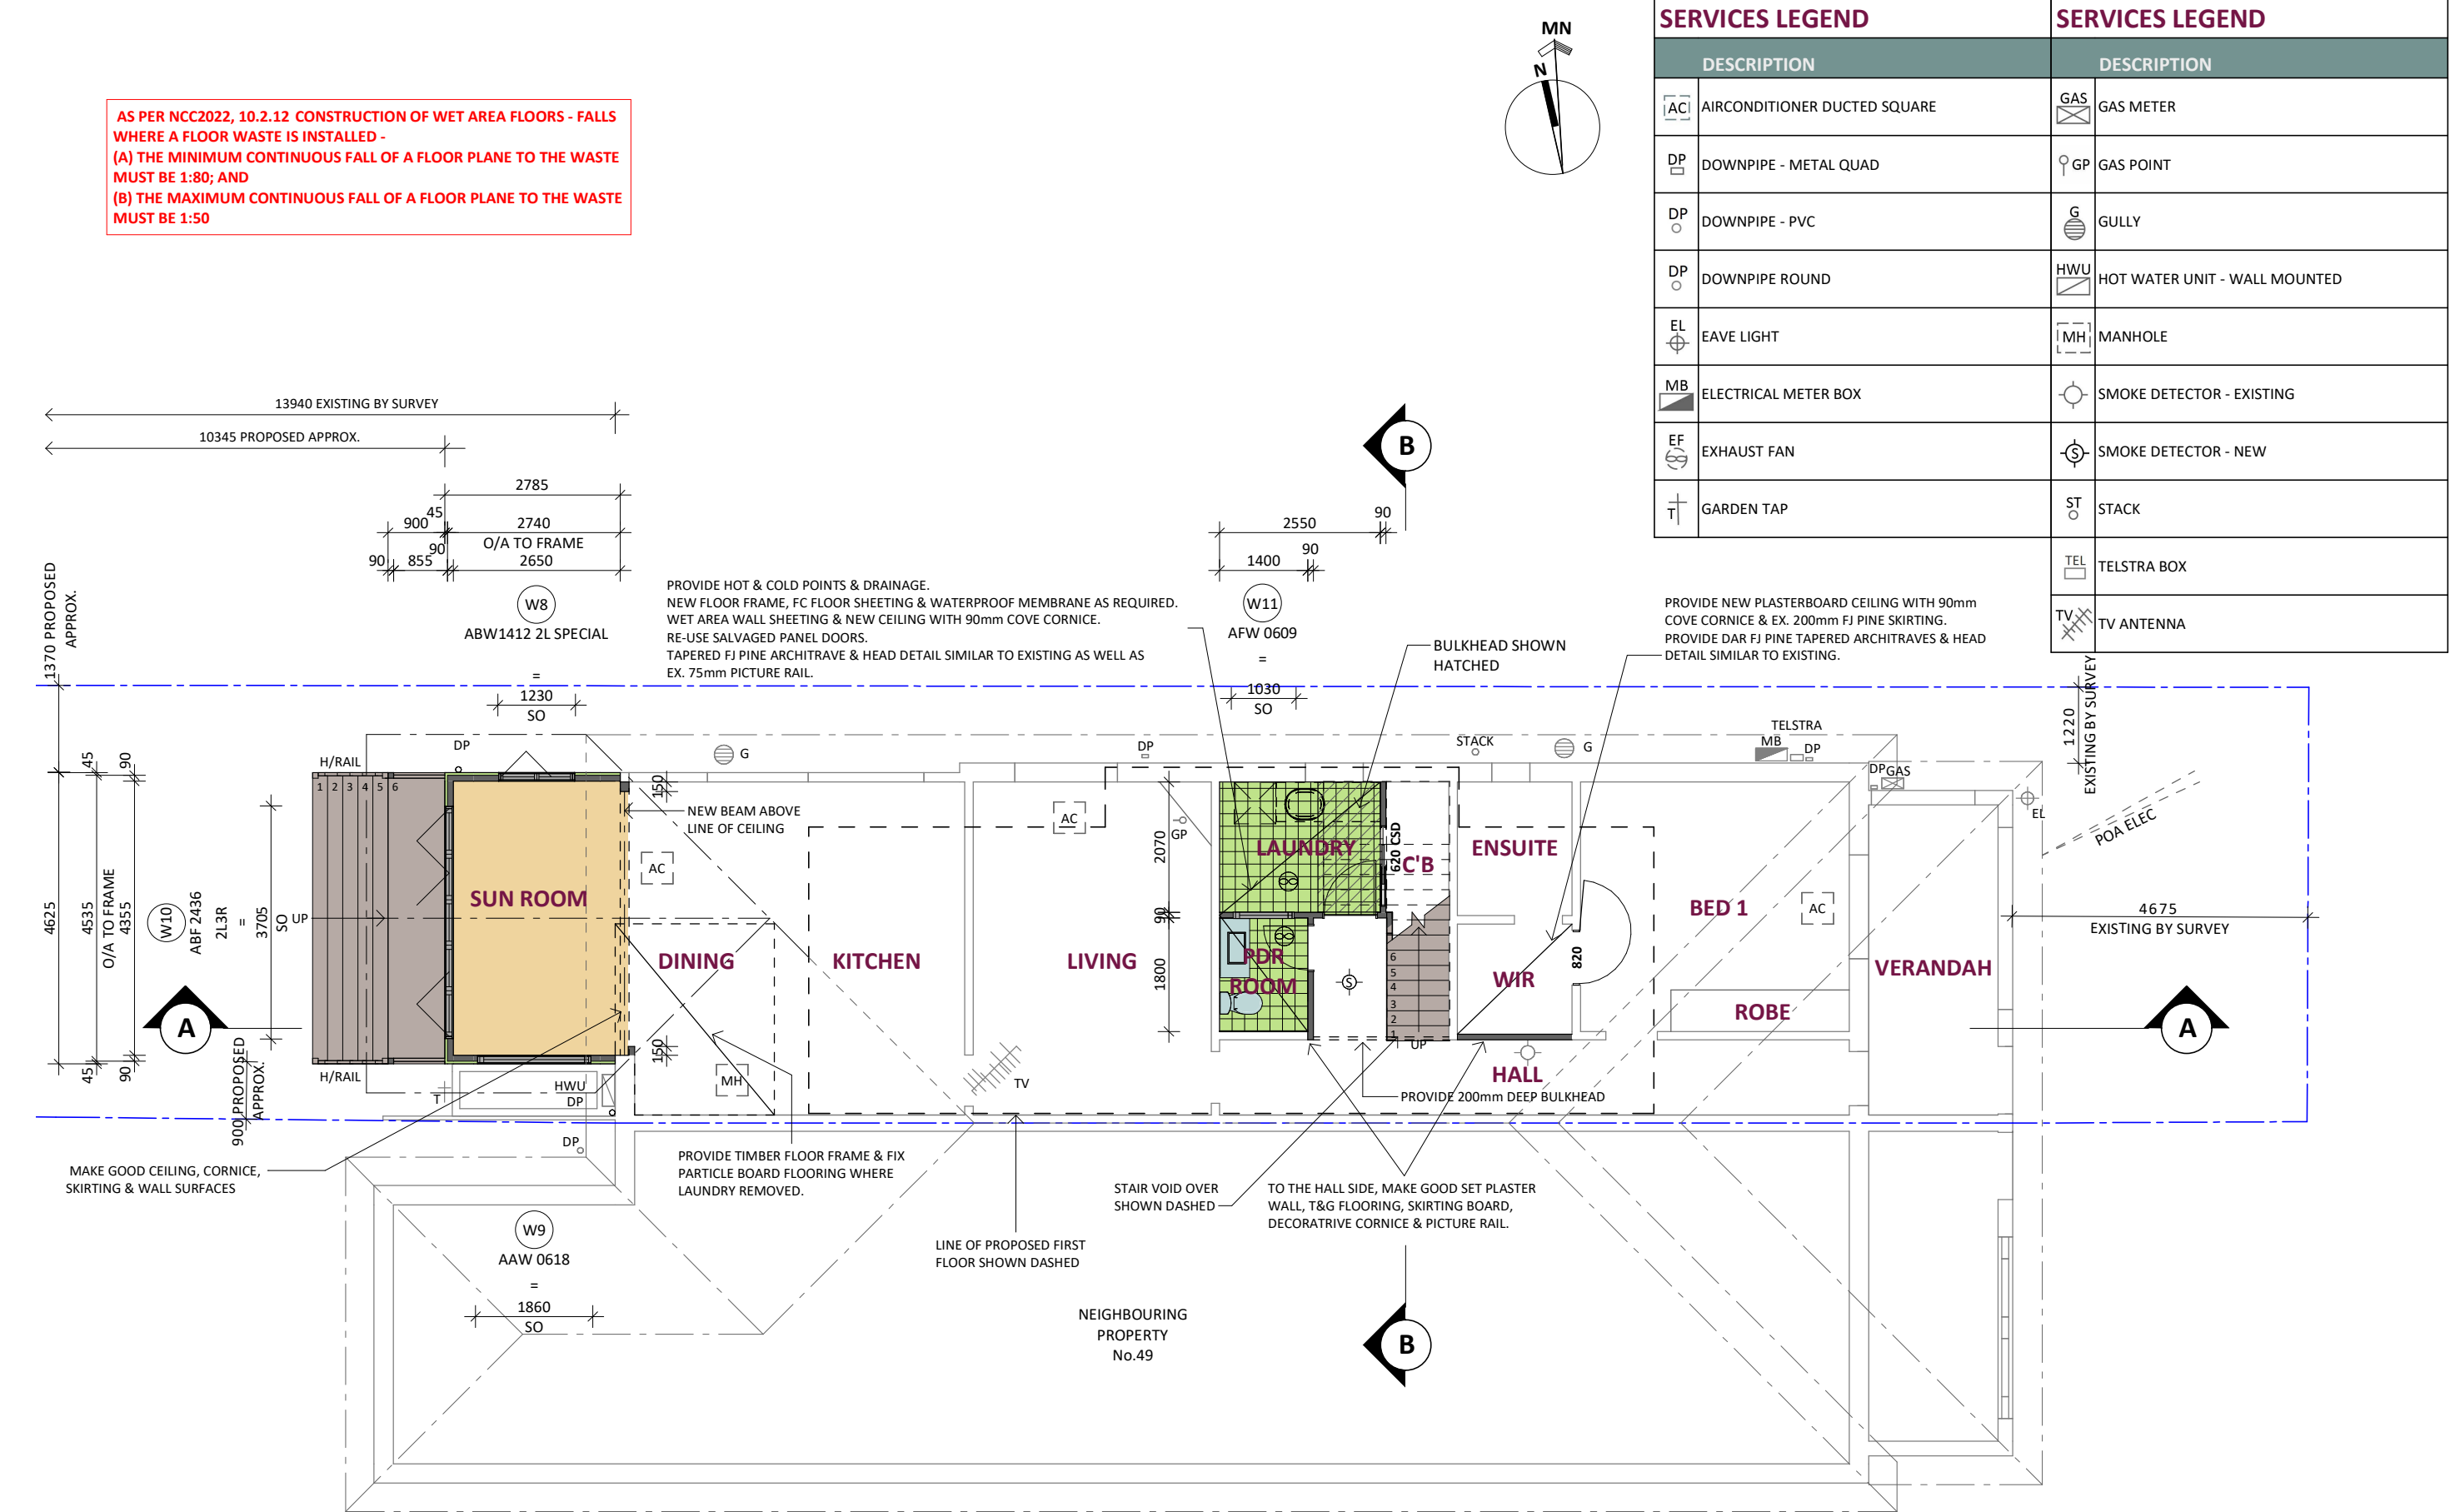 AS PER NCC2022, 10.2.12 CONSTRUCTION OF WET AREA FLOORS - FALLS
WHERE A FLOOR WASTE IS INSTALLED -
(A) THE MINIMUM CONTINUOUS FALL OF A FLOOR PLANE TO THE WASTE
MUST BE 1:80; AND
(B) THE MAXIMUM CONTINUOUS FALL OF A FLOOR PLANE TO THE WASTE
MUST BE 1:50
MN
N
SERVICES LEGEND
DESCRIPTION
AC AIRCONDITIONER DUCTED SQUARE
DP DOWNPIPE - METAL QUAD
DP DOWNPIPE - PVC
DP DOWNPIPE ROUND
EL EAVE LIGHT
MB ELECTRICAL METER BOX
EF EXHAUST FAN
T GARDEN TAP
SERVICES LEGEND
DESCRIPTION
GAS GAS METER
GP GAS POINT
G GULLY
HWU HOT WATER UNIT - WALL MOUNTED
MH MANHOLE
SMOKE DETECTOR - EXISTING
S SMOKE DETECTOR - NEW
ST STACK
TEL TELSTRA BOX
TV TV ANTENNA
13940 EXISTING BY SURVEY
10345 PROPOSED APPROX.
2785
45
900
2740
90
O/A TO FRAME
90
855
2650
W8
ABW1412 2L SPECIAL
=
1230
SO
1370 PROPOSED
APPROX.
PROVIDE HOT & COLD POINTS & DRAINAGE.
NEW FLOOR FRAME, FC FLOOR SHEETING & WATERPROOF MEMBRANE AS REQUIRED.
WET AREA WALL SHEETING & NEW CEILING WITH 90mm COVE CORNICE.
RE-USE SALVAGED PANEL DOORS.
TAPERED FJ PINE ARCHITRAVE & HEAD DETAIL SIMILAR TO EXISTING AS WELL AS
EX. 75mm PICTURE RAIL.
B
2550
90
1400
90
W11
AFW 0609
=
1030
SO
BULKHEAD SHOWN
HATCHED
PROVIDE NEW PLASTERBOARD CEILING WITH 90mm
COVE CORNICE & EX. 200mm FJ PINE SKIRTING.
PROVIDE DAR FJ PINE TAPERED ARCHITRAVES & HEAD
DETAIL SIMILAR TO EXISTING.
1220
EXISTING BY SURVEY
H/RAIL
DP
G
DP
STACK
G
TELSTRA
MB
DP
DP
GAS
EL
POA ELEC
1 2 3 4 5 6
45
90
4625
4535
O/A TO FRAME
4355
W10
ABF 2436
2L3R
=
3705
SO
UP
45
90
900 PROPOSED
APPROX.
150
NEW BEAM ABOVE
LINE OF CEILING
AC
AC
GP
2070
90
1800
LAUNDRY
620 CSD
C'B
ENSUITE
SUN ROOM
BED 1
AC
4675
EXISTING BY SURVEY
DINING
KITCHEN
LIVING
PDR
ROOM
S
6
5
4
3
2
1
UP
WIR
820
VERANDAH
ROBE
A
A
150
H/RAIL
T
HWU
DP
MH
TV
HALL
PROVIDE 200mm DEEP BULKHEAD
DP
MAKE GOOD CEILING, CORNICE,
SKIRTING & WALL SURFACES
PROVIDE TIMBER FLOOR FRAME & FIX
PARTICLE BOARD FLOORING WHERE
LAUNDRY REMOVED.
STAIR VOID OVER
SHOWN DASHED
TO THE HALL SIDE, MAKE GOOD SET PLASTER
WALL, T&G FLOORING, SKIRTING BOARD,
DECORATRIVE CORNICE & PICTURE RAIL.
LINE OF PROPOSED FIRST
FLOOR SHOWN DASHED
W9
AAW 0618
=
1860
SO
NEIGHBOURING
PROPERTY
No.49
B